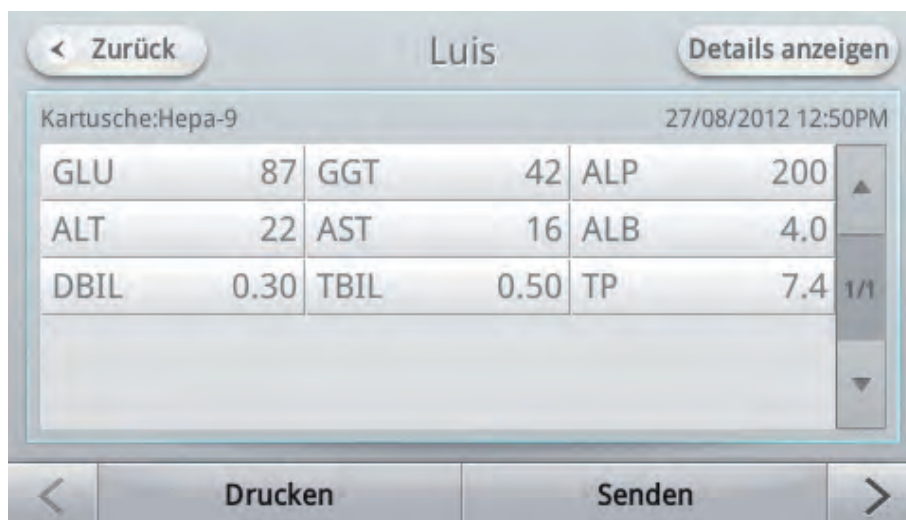 Zurück Luis Details anzeigen
Kartusche:Hepa-9 27/08/2012 12:50PM
GLU 87 GGT 42 ALP 200
ALT 22 AST 16 ALB 4.0
DBIL 0.30 TBIL 0.50 TP 7.4 1/1
Drucken Senden